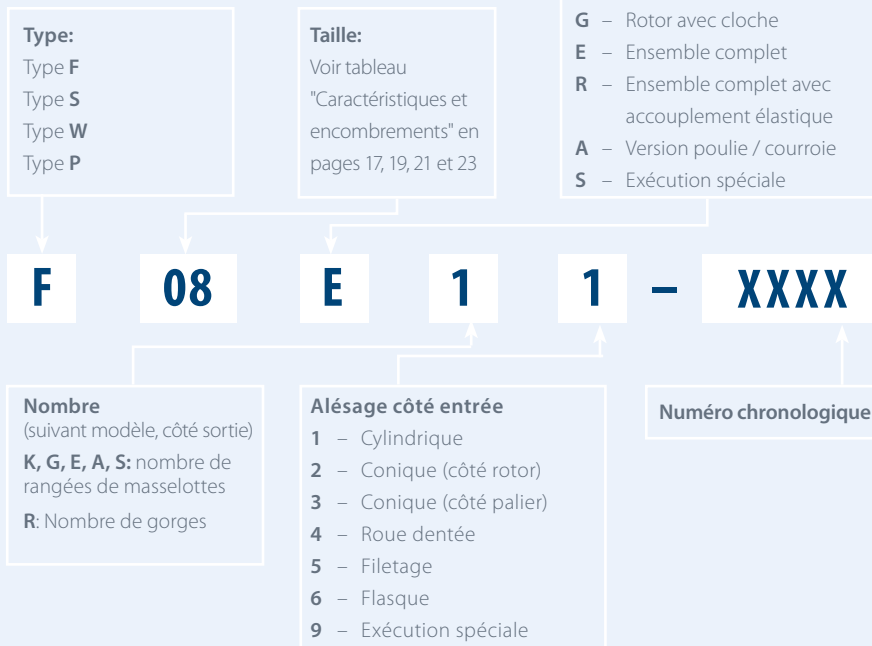 Type:
Type F
Type S
Type W
Type P
Taille:
Voir tableau
"Caractéristiques et
encombrements" en
pages 17, 19, 21 et 23
G – Rotor avec cloche
E – Ensemble complet
R – Ensemble complet avec
accouplement élastique
A – Version poulie / courroie
S – Exécution spéciale
F 08 E 1 1 – XXXX
Nombre
(suivant modèle, côté sortie)
K, G, E, A, S: nombre de
rangées de masselottes
R: Nombre de gorges
Alésage côté entrée
1 – Cylindrique
2 – Conique (côté rotor)
3 – Conique (côté palier)
4 – Roue dentée
5 – Filetage
6 – Flasque
9 – Exécution spéciale
Numéro chronologique